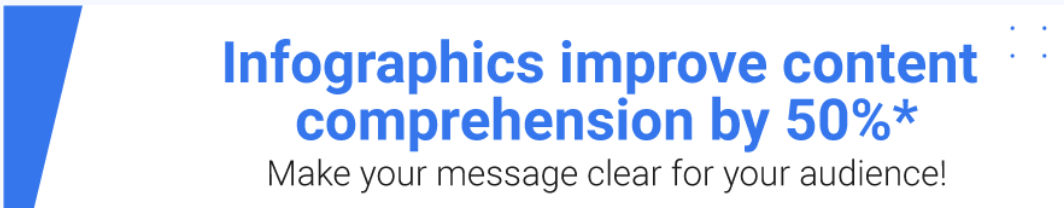 Infographics improve content
comprehension by 50%*
Make your message clear for your audience!